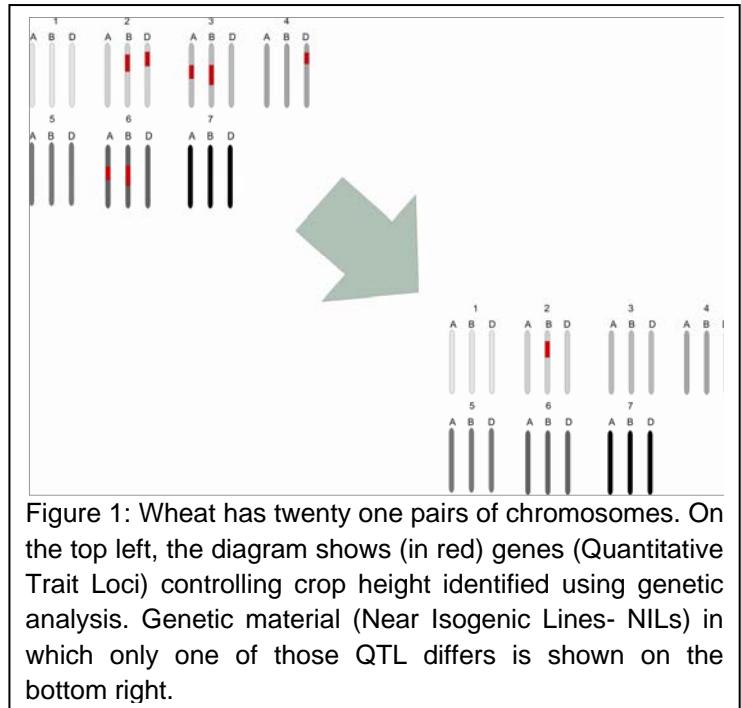 1 2 3 4
A B D A B D A B D A B D
5 6 7
A B D A B D A B D
1 2 3 4
A B D A B D A B D A B
5 6 7
A B D A B D A B D
Figure 1: Wheat has twenty one pairs of chromosomes. On
the top left, the diagram shows (in red) genes (Quantitative
Trait Loci) controlling crop height identified using genetic
analysis. Genetic material (Near Isogenic Lines- NILs) in
which only one of those QTL differs is shown on the
bottom right.